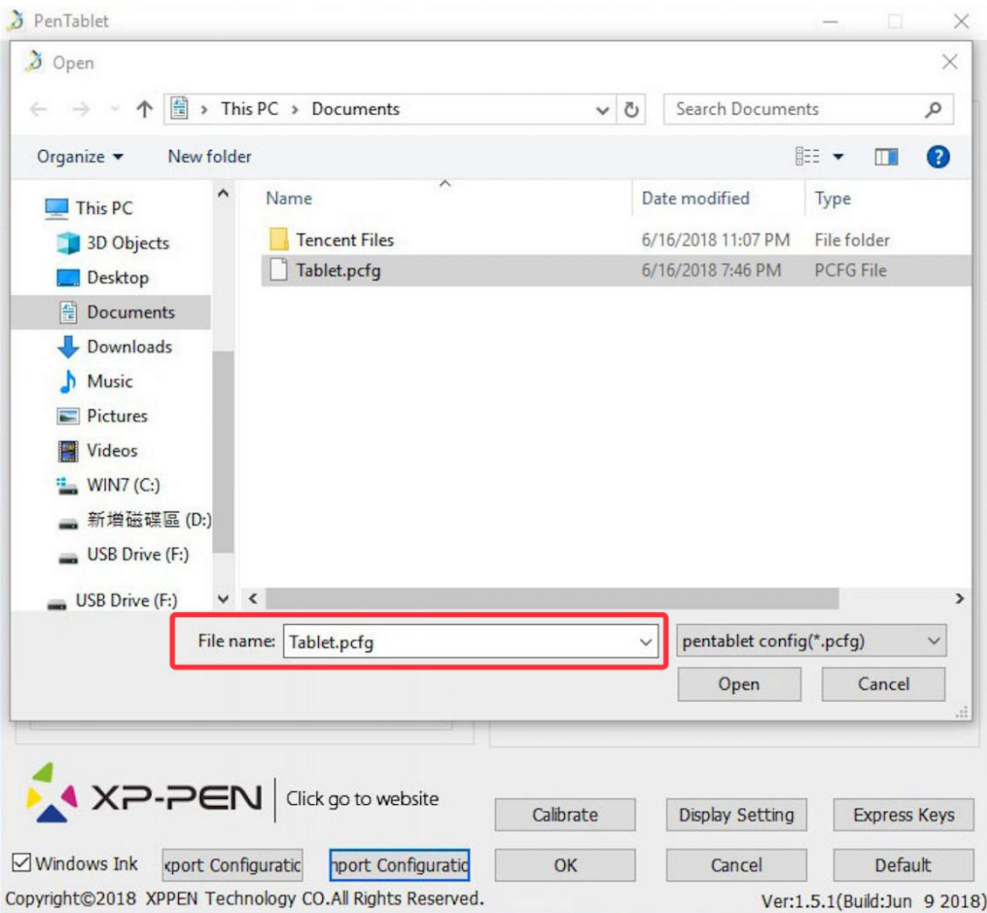 PenTablet
Open
This PC > Documents
Search Documents
Organize
New folder
Name
Date modified
Type
This PC
3D Objects
Desktop
Documents
Downloads
Music
Pictures
Videos
WIN7 (C:)
新增磁碟區 (D:)
USB Drive (F:)
USB Drive (F:)
Tencent Files 6/16/2018 11:07 PM File folder
Tablet.pcfg 6/16/2018 7:46 PM PCFG File
File name: Tablet.pcfg
pentablet config(*.pcfg)
Open
Cancel
XP-PEN
Click go to website
Calibrate
Display Setting
Express Keys
Windows Ink
xport Configuratic
nport Configuratic
OK
Cancel
Default
Copyright©2018 XPPEN Technology CO.All Rights Reserved.
Ver:1.5.1(Build:Jun 9 2018)